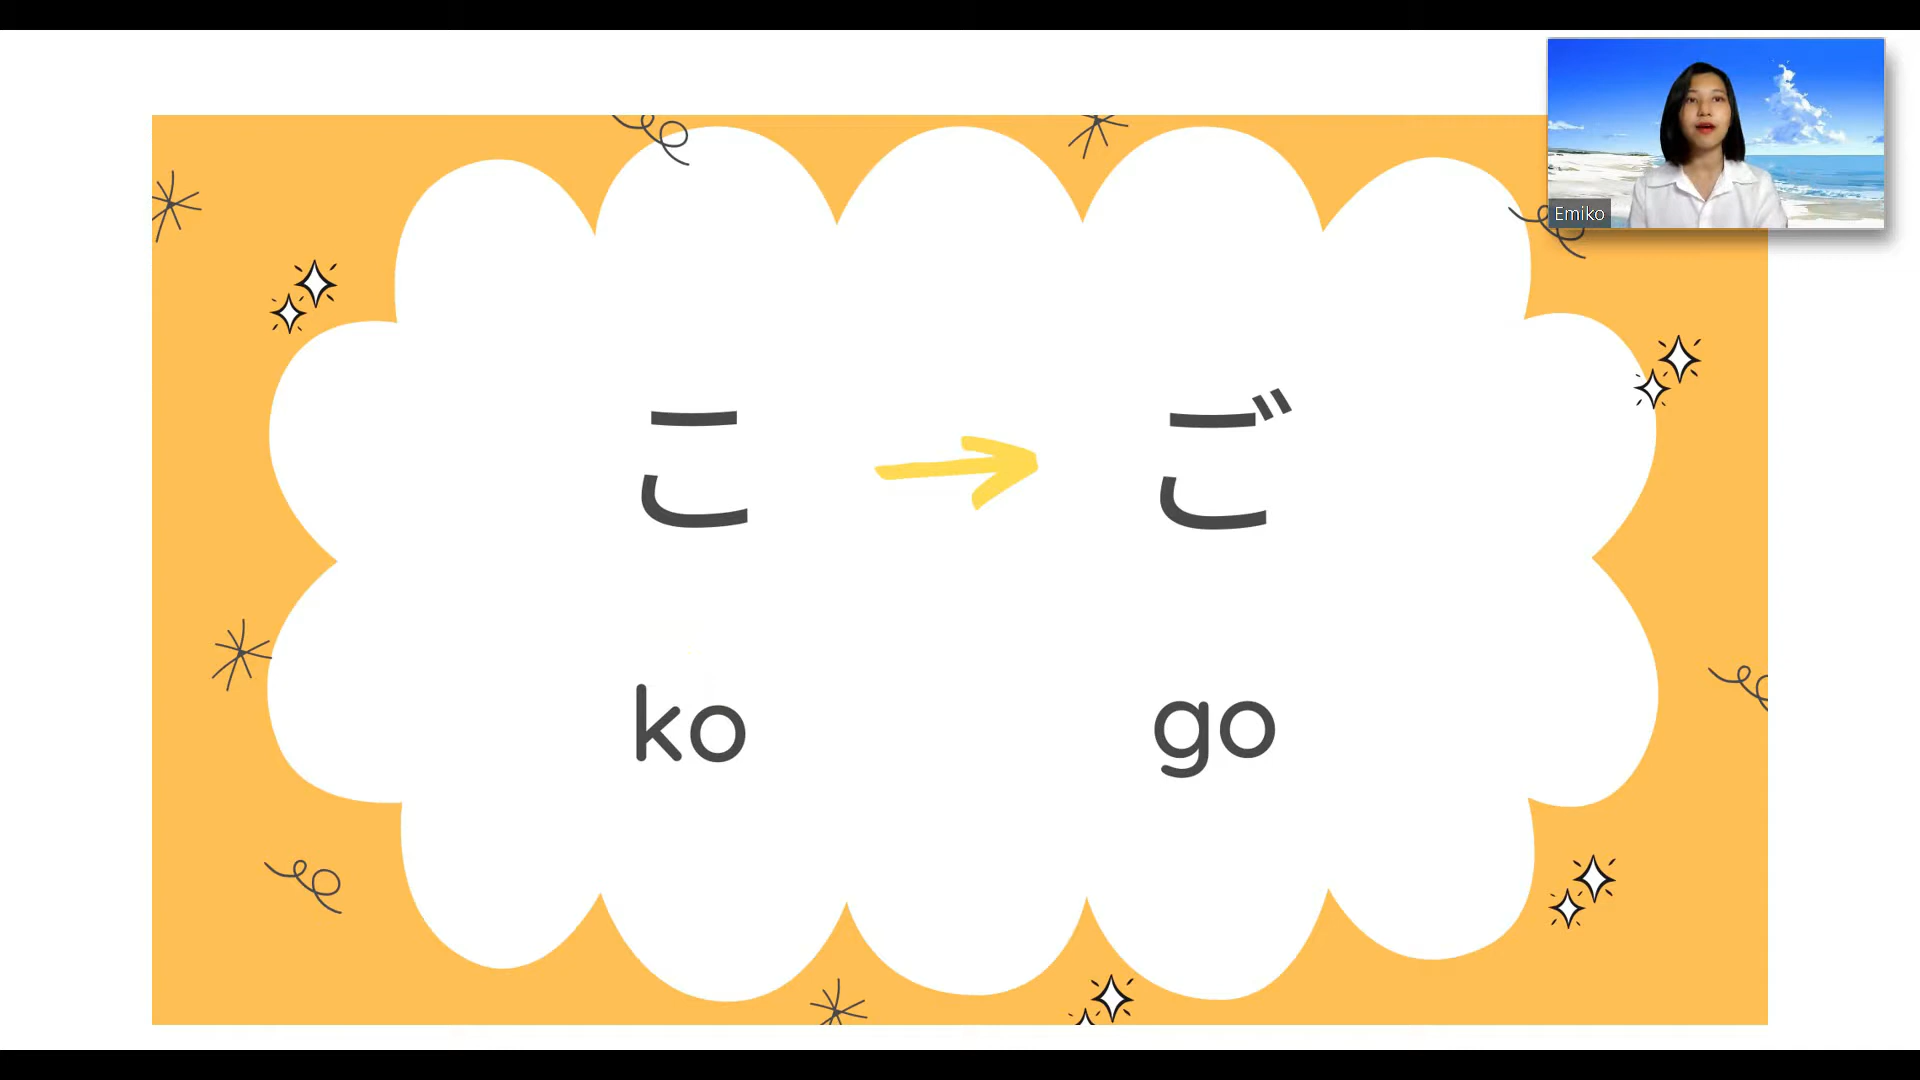 Emiko
こ ご
ko go